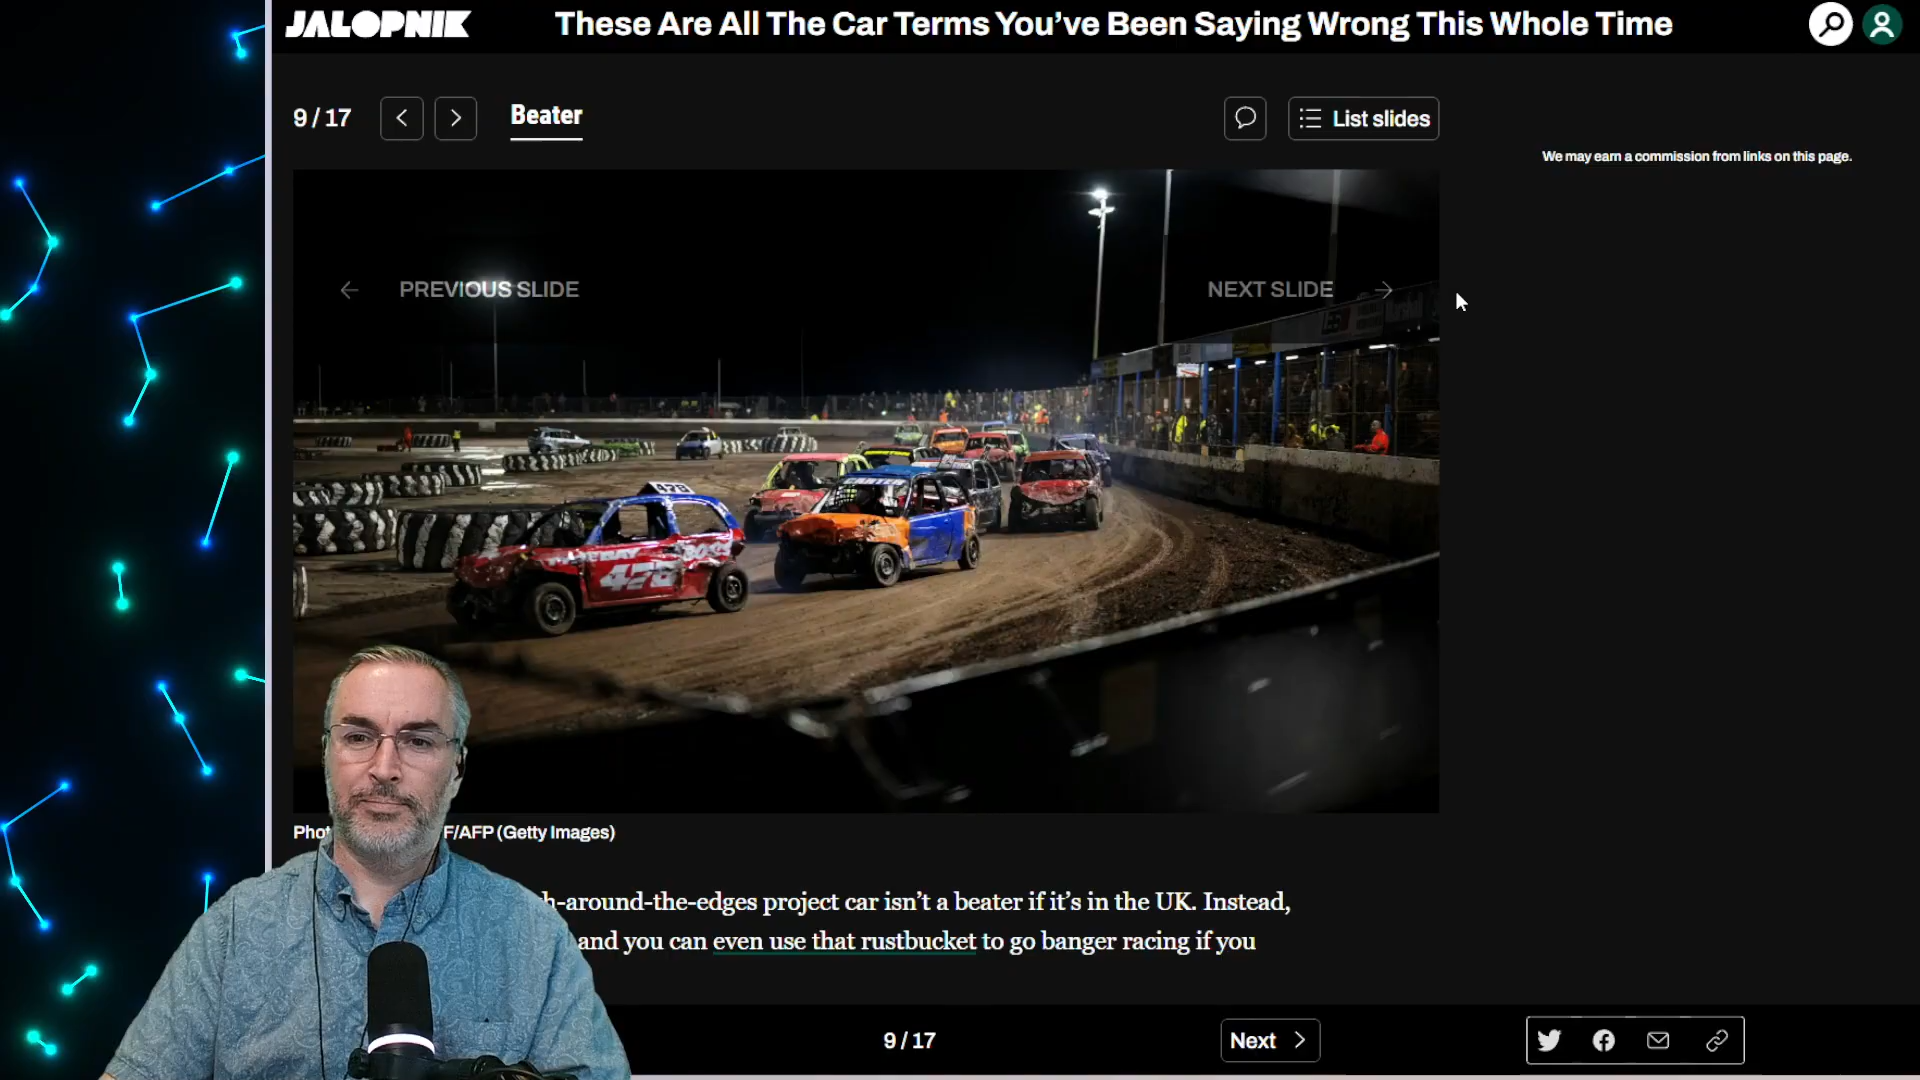 JALOPNIK
These Are All The Car Terms You've Been Saying Wrong This Whole Time
9 / 17
Beater
List slides
We may earn a commission from links on this page.
PREVIOUS SLIDE
NEXT SLIDE
478
478
F/AFP (Getty Images)
-around-the-edges project car isn't a beater if it's in the UK. Instead,
and you can even use that rustbucket to go banger racing if you
9 / 17
Next